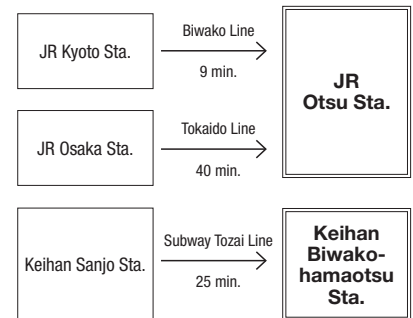 JR Kyoto Sta.
Biwako Line
9 min.
JR
Otsu Sta.
JR Osaka Sta.
Tokaido Line
40 min.
Keihan Sanjo Sta.
Subway Tozai Line
25 min.
Keihan
Biwako-
hamaotsu
Sta.